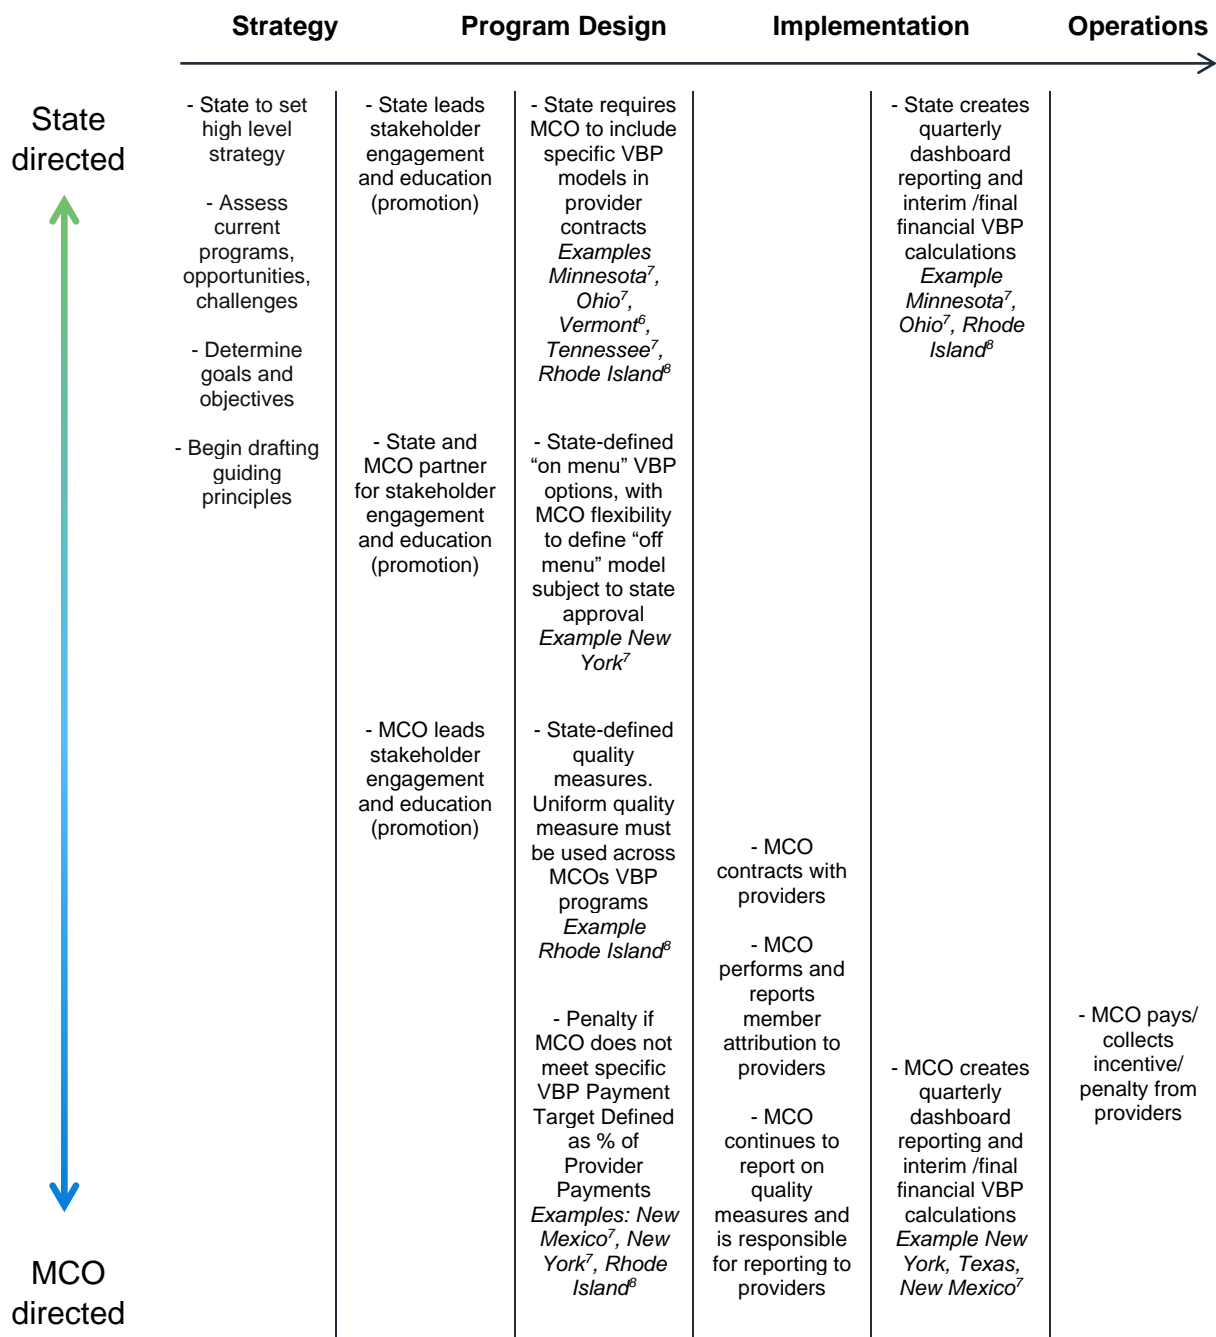 Strategy
Program Design
Implementation
Operations
State
directed
MCO
directed
- State to set
high level
strategy
- Assess
current
programs,
opportunities,
challenges
- Determine
goals and
objectives
- Begin drafting
guiding
principles
- State leads
stakeholder
engagement
and education
(promotion)
- State and
MCO partner
for stakeholder
engagement
and education
(promotion)
- MCO leads
stakeholder
engagement
and education
(promotion)
- State requires
MCO to include
specific VBP
models in
provider
contracts
Examples
Minnesota⁷,
Ohio⁷,
Vermont⁶,
Tennessee⁷,
Rhode Island⁸
- State-defined
“on menu” VBP
options, with
MCO flexibility
to define “off
menu” model
subject to state
approval
Example New
York⁷
- State-defined
quality
measures.
Uniform quality
measure must
be used across
MCOs VBP
programs
Example
Rhode Island⁸
- Penalty if
MCO does not
meet specific
VBP Payment
Target Defined
as % of
Provider
Payments
Examples: New
Mexico⁷, New
York⁷, Rhode
Island⁸
- MCO
contracts with
providers
- MCO
performs and
reports
member
attribution to
providers
- MCO
continues to
report on
quality
measures and
is responsible
for reporting to
providers
- State creates
quarterly
dashboard
reporting and
interim /final
financial VBP
calculations
Example
Minnesota⁷,
Ohio⁷, Rhode
Island⁸
- MCO creates
quarterly
dashboard
reporting and
interim /final
financial VBP
calculations
Example New
York, Texas,
New Mexico⁷
- MCO pays/
collects
incentive/
penalty from
providers